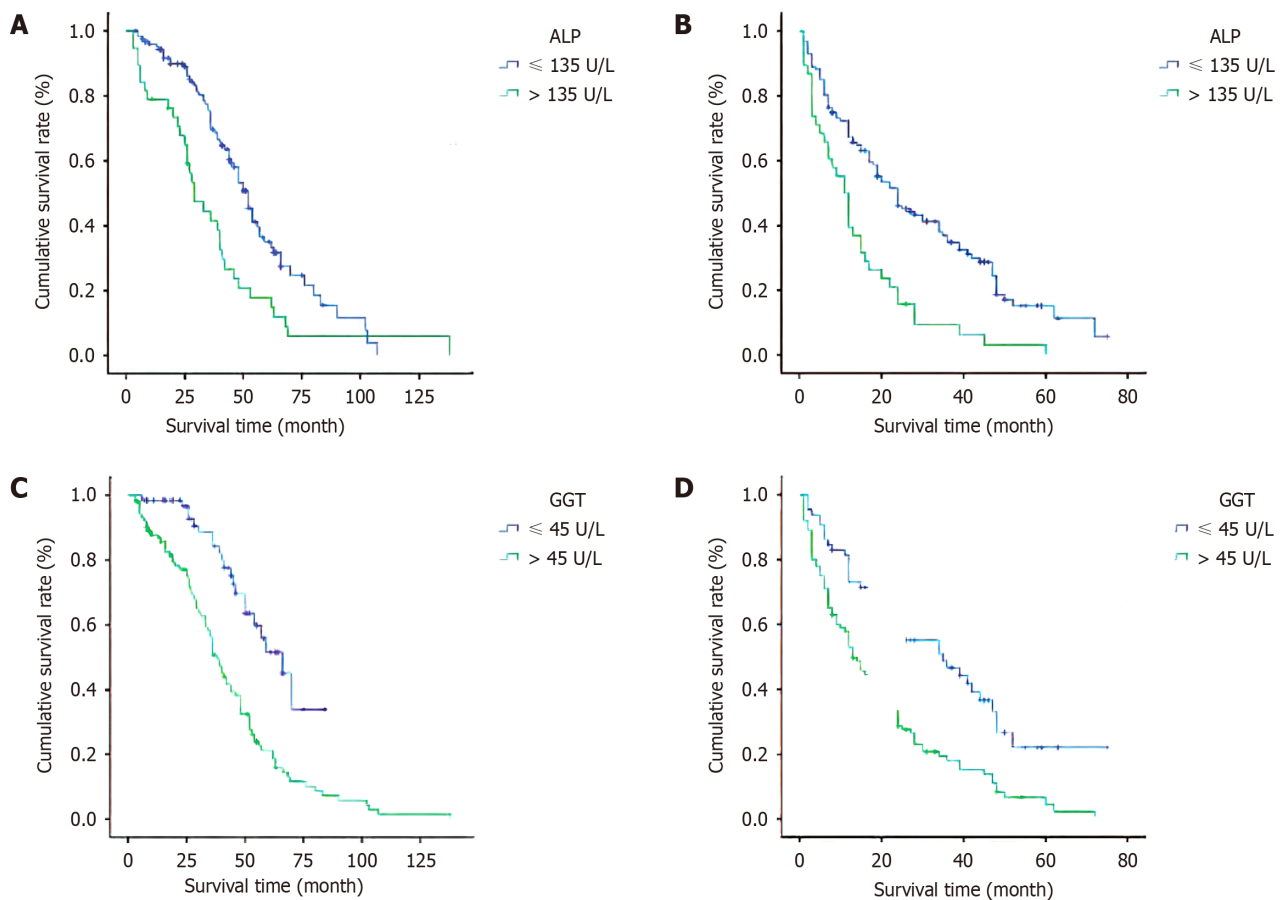 A
ALP
≤ 135 U/L
> 135 U/L
Cumulative survival rate (%)
1.0
0.8
0.6
0.4
0.2
0.0
0 25 50 75 100 125
Survival time (month)
B
ALP
≤ 135 U/L
> 135 U/L
Cumulative survival rate (%)
1.0
0.8
0.6
0.4
0.2
0.0
0 20 40 60 80
Survival time (month)
C
GGT
≤ 45 U/L
> 45 U/L
Cumulative survival rate (%)
1.0
0.8
0.6
0.4
0.2
0.0
0 25 50 75 100 125
Survival time (month)
D
GGT
≤ 45 U/L
> 45 U/L
Cumulative survival rate (%)
1.0
0.8
0.6
0.4
0.2
0.0
0 20 40 60 80
Survival time (month)